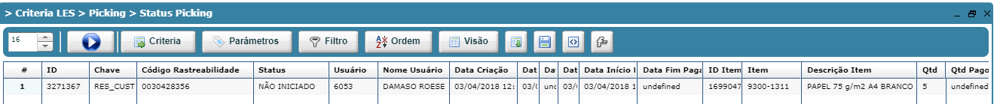 > Criteria LES > Picking > Status Picking
16 Criteria Parâmetros Filtro Ordem Visão
# ID Chave Código Rastreabilidade Status Usuário Nome Usuário Data Criação Dat Da Dat Data Início Data Fim Paga ID Item Item Descrição Item Qtd Qtd Pago
1 3271367 RES_CUST 0030428356 NÃO INICIADO 6053 DAMASO ROESE 03/04/2018 12: 03/ und 03/ 03/04/2018 1 undefined 1699047 9300-1311 PAPEL 75 g/m2 A4 BRANCO 5 undefined